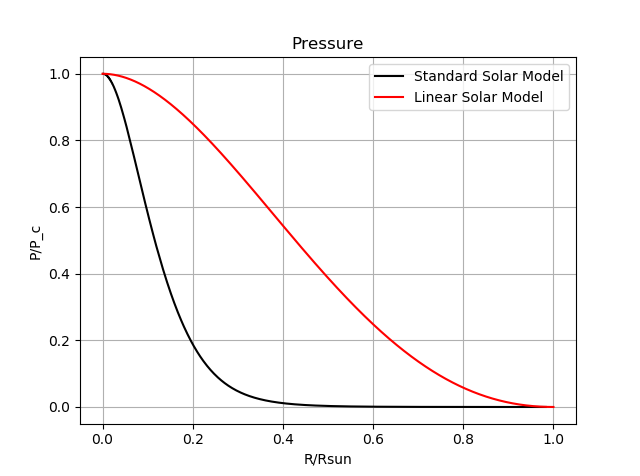 Pressure
Standard Solar Model
Linear Solar Model
P/P_c
1.0
0.8
0.6
0.4
0.2
0.0
0.0 0.2 0.4 0.6 0.8 1.0
R/Rsun